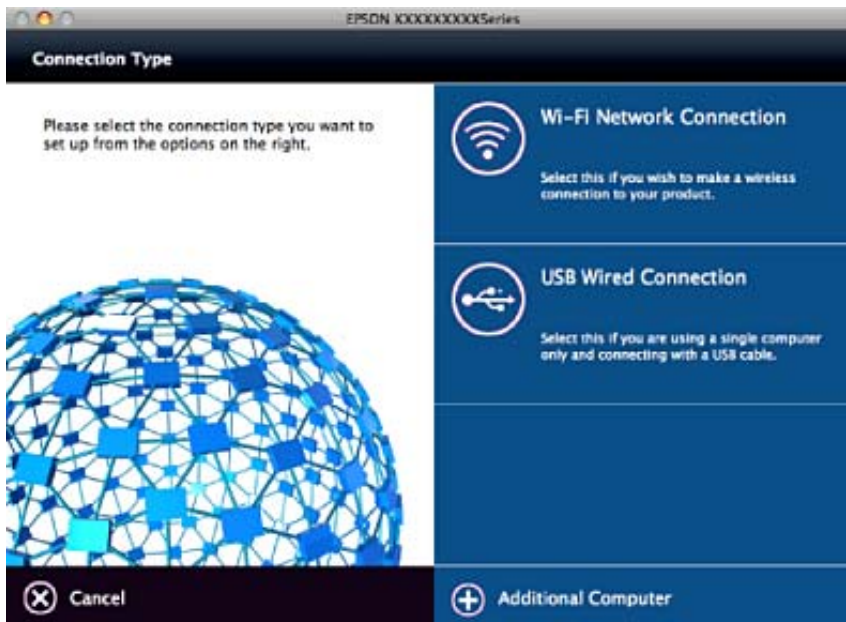 EPSON XXXXXXXXXSeries
Connection Type
Please select the connection type you want to
set up from the options on the right.
Wi-Fi Network Connection
Select this if you wish to make a wireless
connection to your product.
USB Wired Connection
Select this if you are using a single computer
only and connecting with a USB cable.
Cancel
Additional Computer